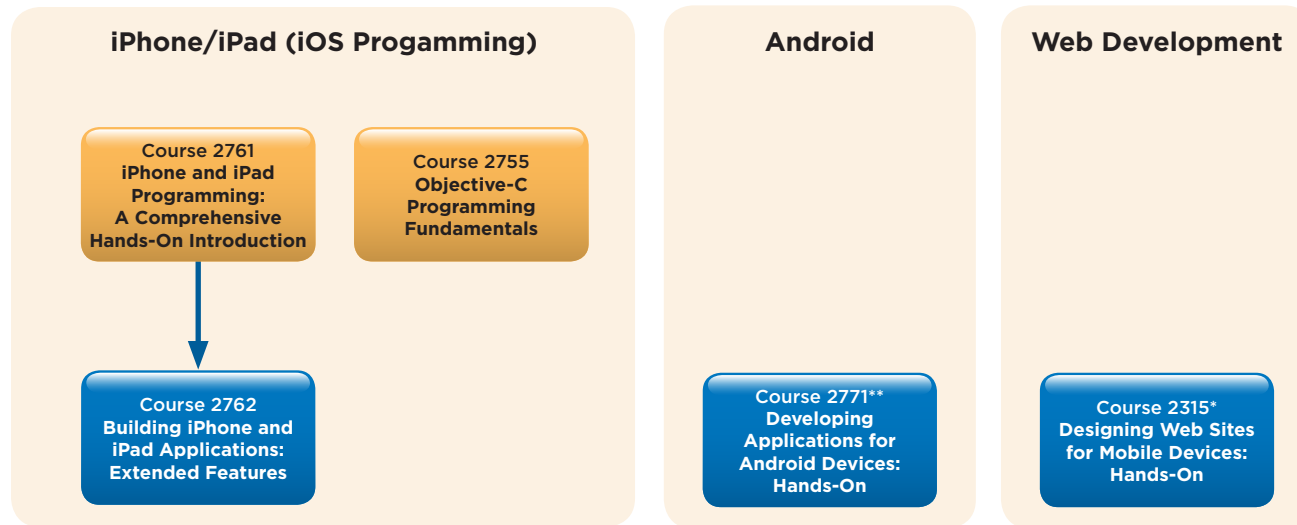 iPhone/iPad (iOS Progamming)
Course 2761
iPhone and iPad
Programming:
A Comprehensive
Hands-On Introduction
Course 2755
Objective-C
Programming
Fundamentals
Course 2762
Building iPhone and
iPad Applications:
Extended Features
Android
Course 2771**
Developing
Applications for
Android Devices:
Hands-On
Web Development
Course 2315*
Designing Web Sites
for Mobile Devices:
Hands-On